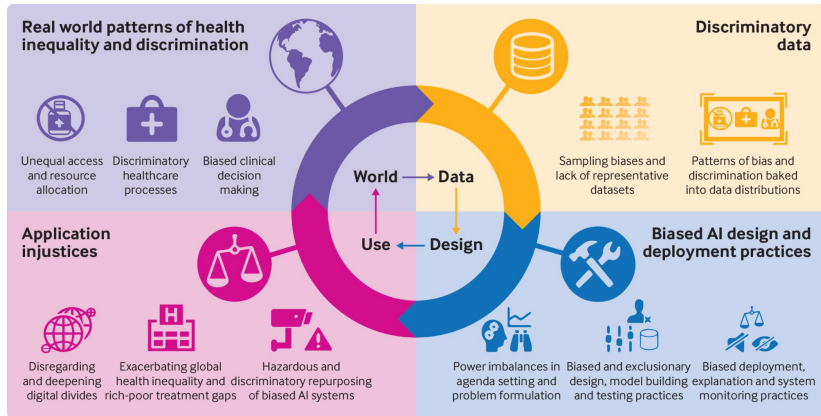 Real world patterns of health
inequality and discrimination
Unequal access
and resource
allocation
Discriminatory
healthcare
processes
Biased clinical
decision
making
Discriminatory
data
Sampling biases and
lack of representative
datasets
Patterns of bias and
discrimination baked
into data distributions
World
Data
Use
Design
Application
injustices
H
Disregarding
and deepening
digital divides
Exacerbating global
health inequality and
rich-poor treatment gaps
Hazardous and
discriminatory repurposing
of biased AI systems
Biased AI design and
deployment practices
Power imbalances in
agenda setting and
problem formulation
Biased and exclusionary
design, model building
and testing practices
Biased deployment,
explanation and system
monitoring practices